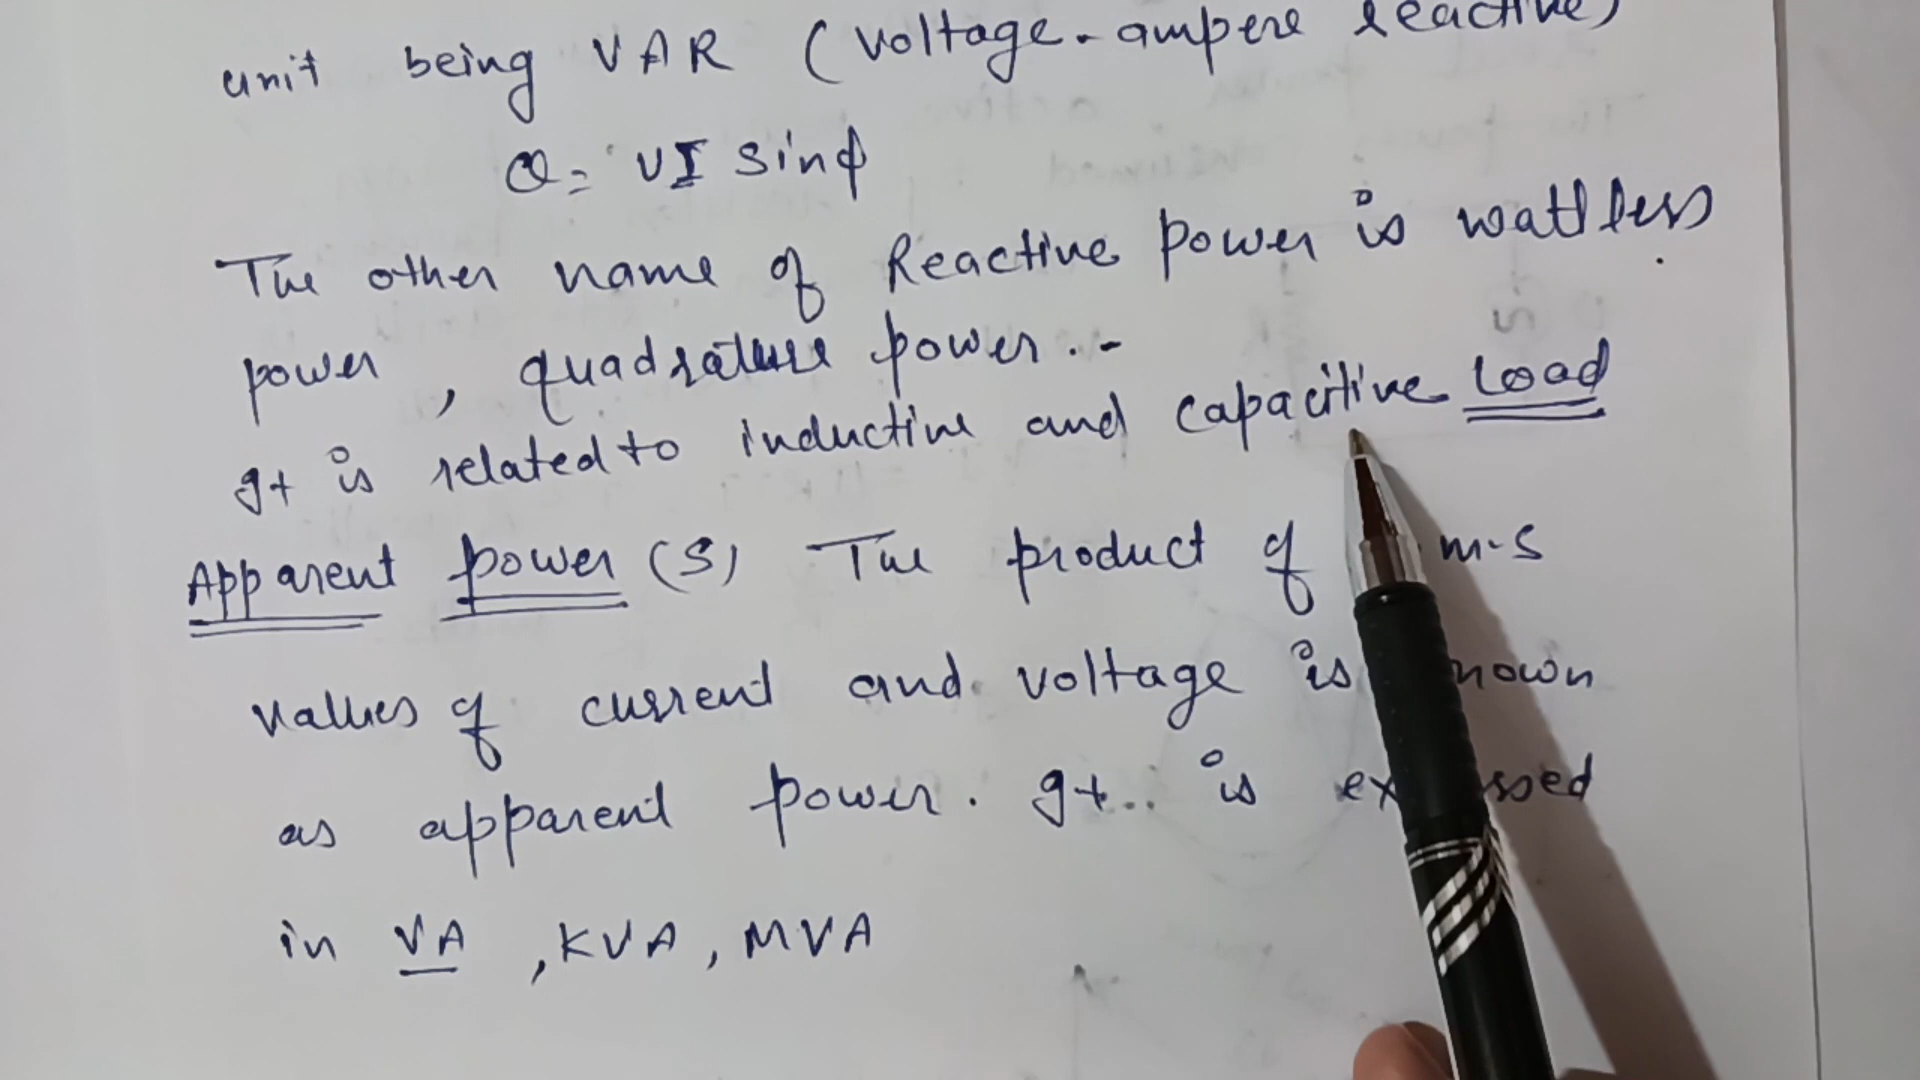 unit being VAR (voltage-ampere reactive)
Q = VI sinϕ
The other name of Reactive power is wattless
power, quadrature power.-
It is related to inductive and capacitive Load
Apparent power (S) The product of m.s
values of current and voltage is nown
as apparent power. It is ex ssed
in VA, KVA, MVA